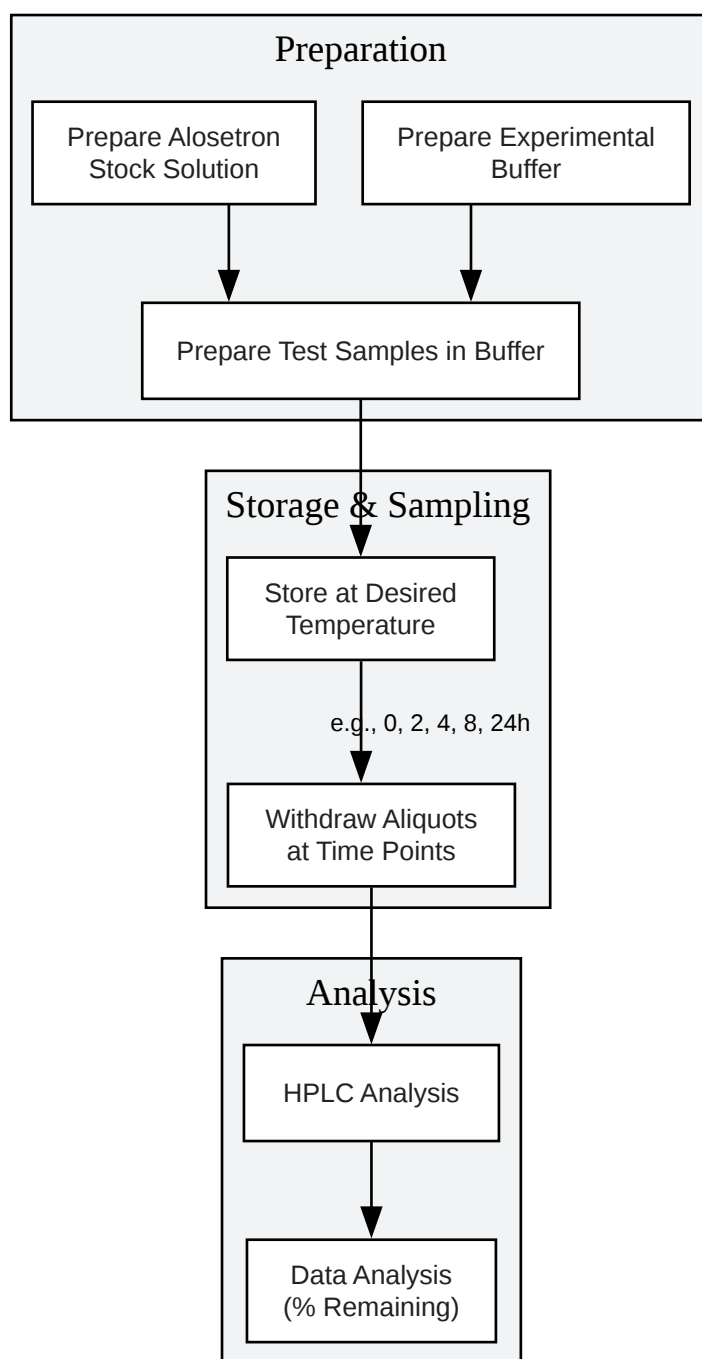 Preparation
Prepare Alosetron
Stock Solution
Prepare Experimental
Buffer
Prepare Test Samples in Buffer
Storage & Sampling
Store at Desired
Temperature
e.g., 0, 2, 4, 8, 24h
Withdraw Aliquots
at Time Points
Analysis
HPLC Analysis
Data Analysis
(% Remaining)